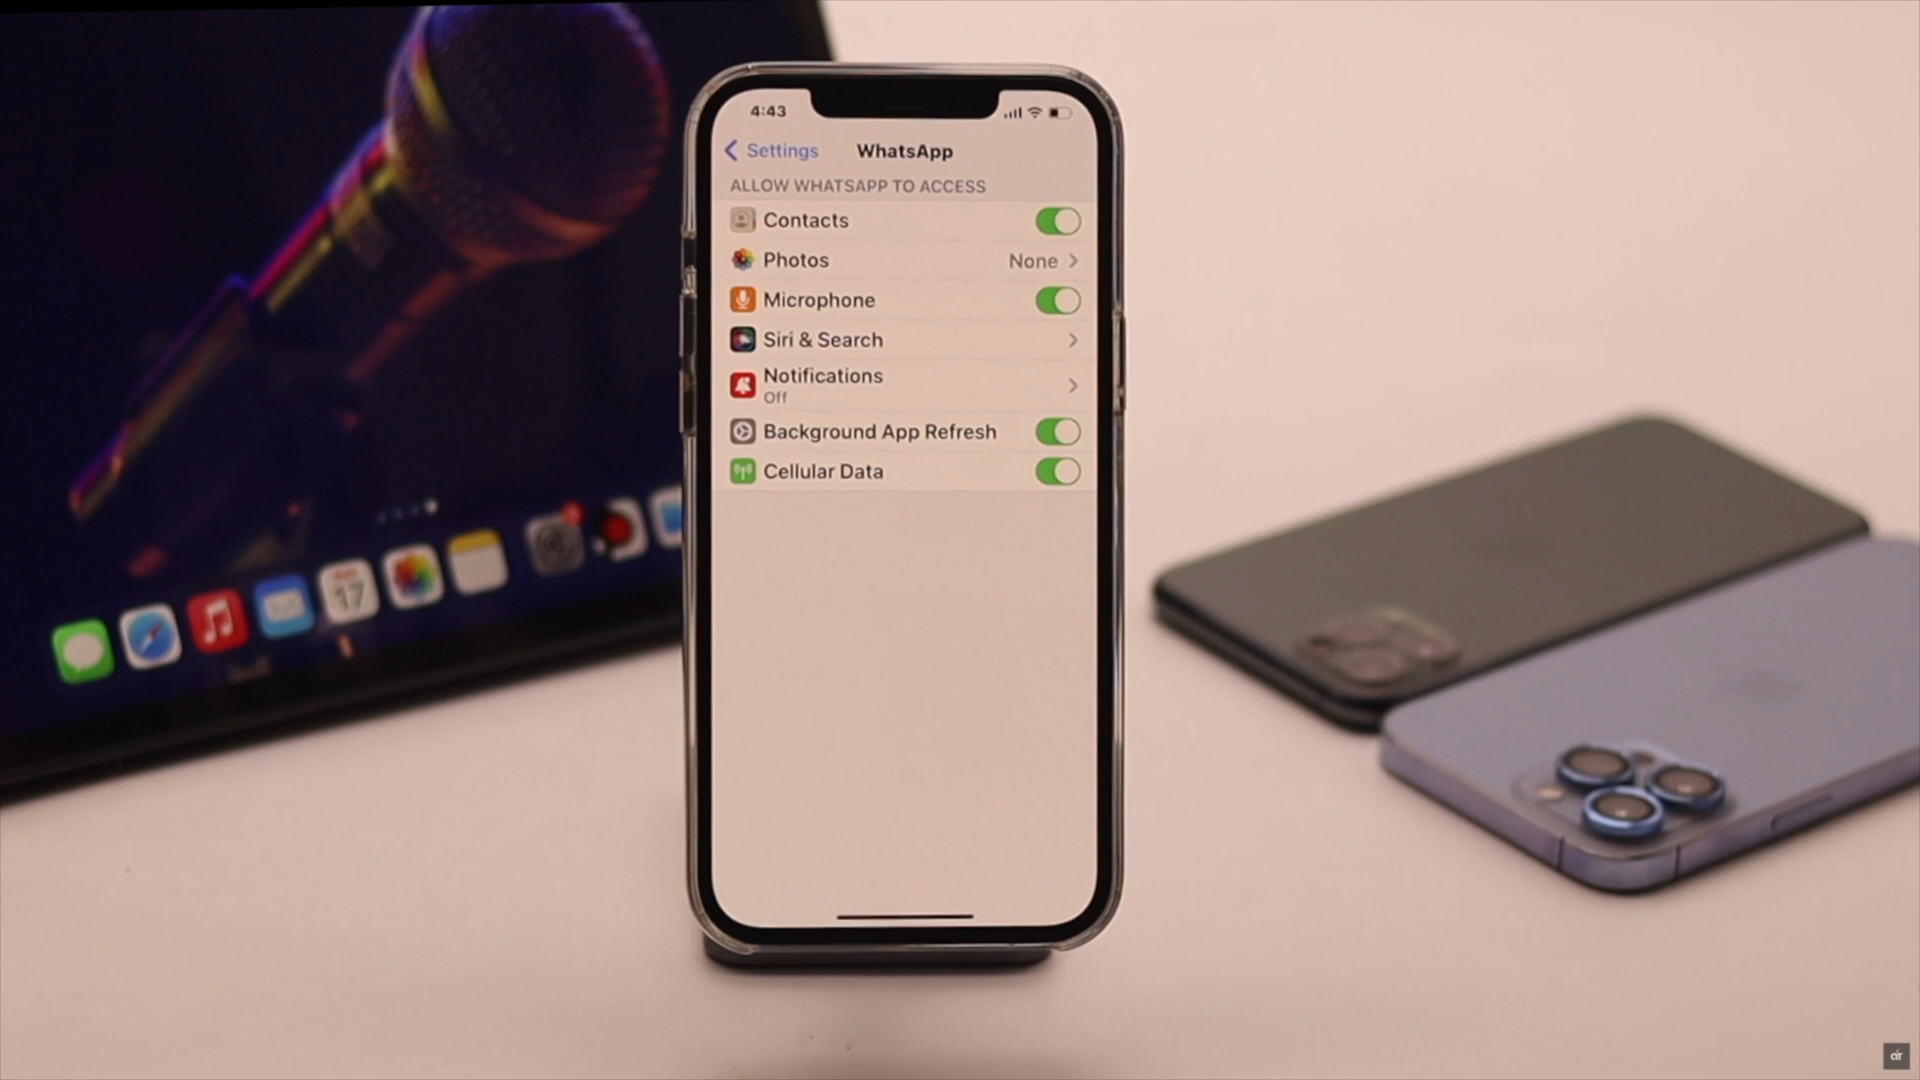 4:43
Settings
WhatsApp
ALLOW WHATSAPP TO ACCESS
Contacts
Photos
None
Microphone
Siri & Search
Notifications
Off
Background App Refresh
Cellular Data
17
air